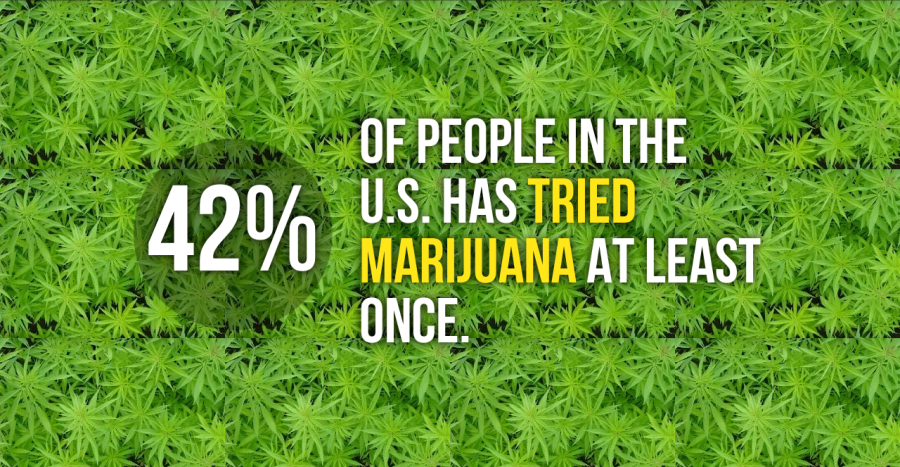 42%
OF PEOPLE IN THE
U.S. HAS TRIED
MARIJUANA AT LEAST
ONCE.